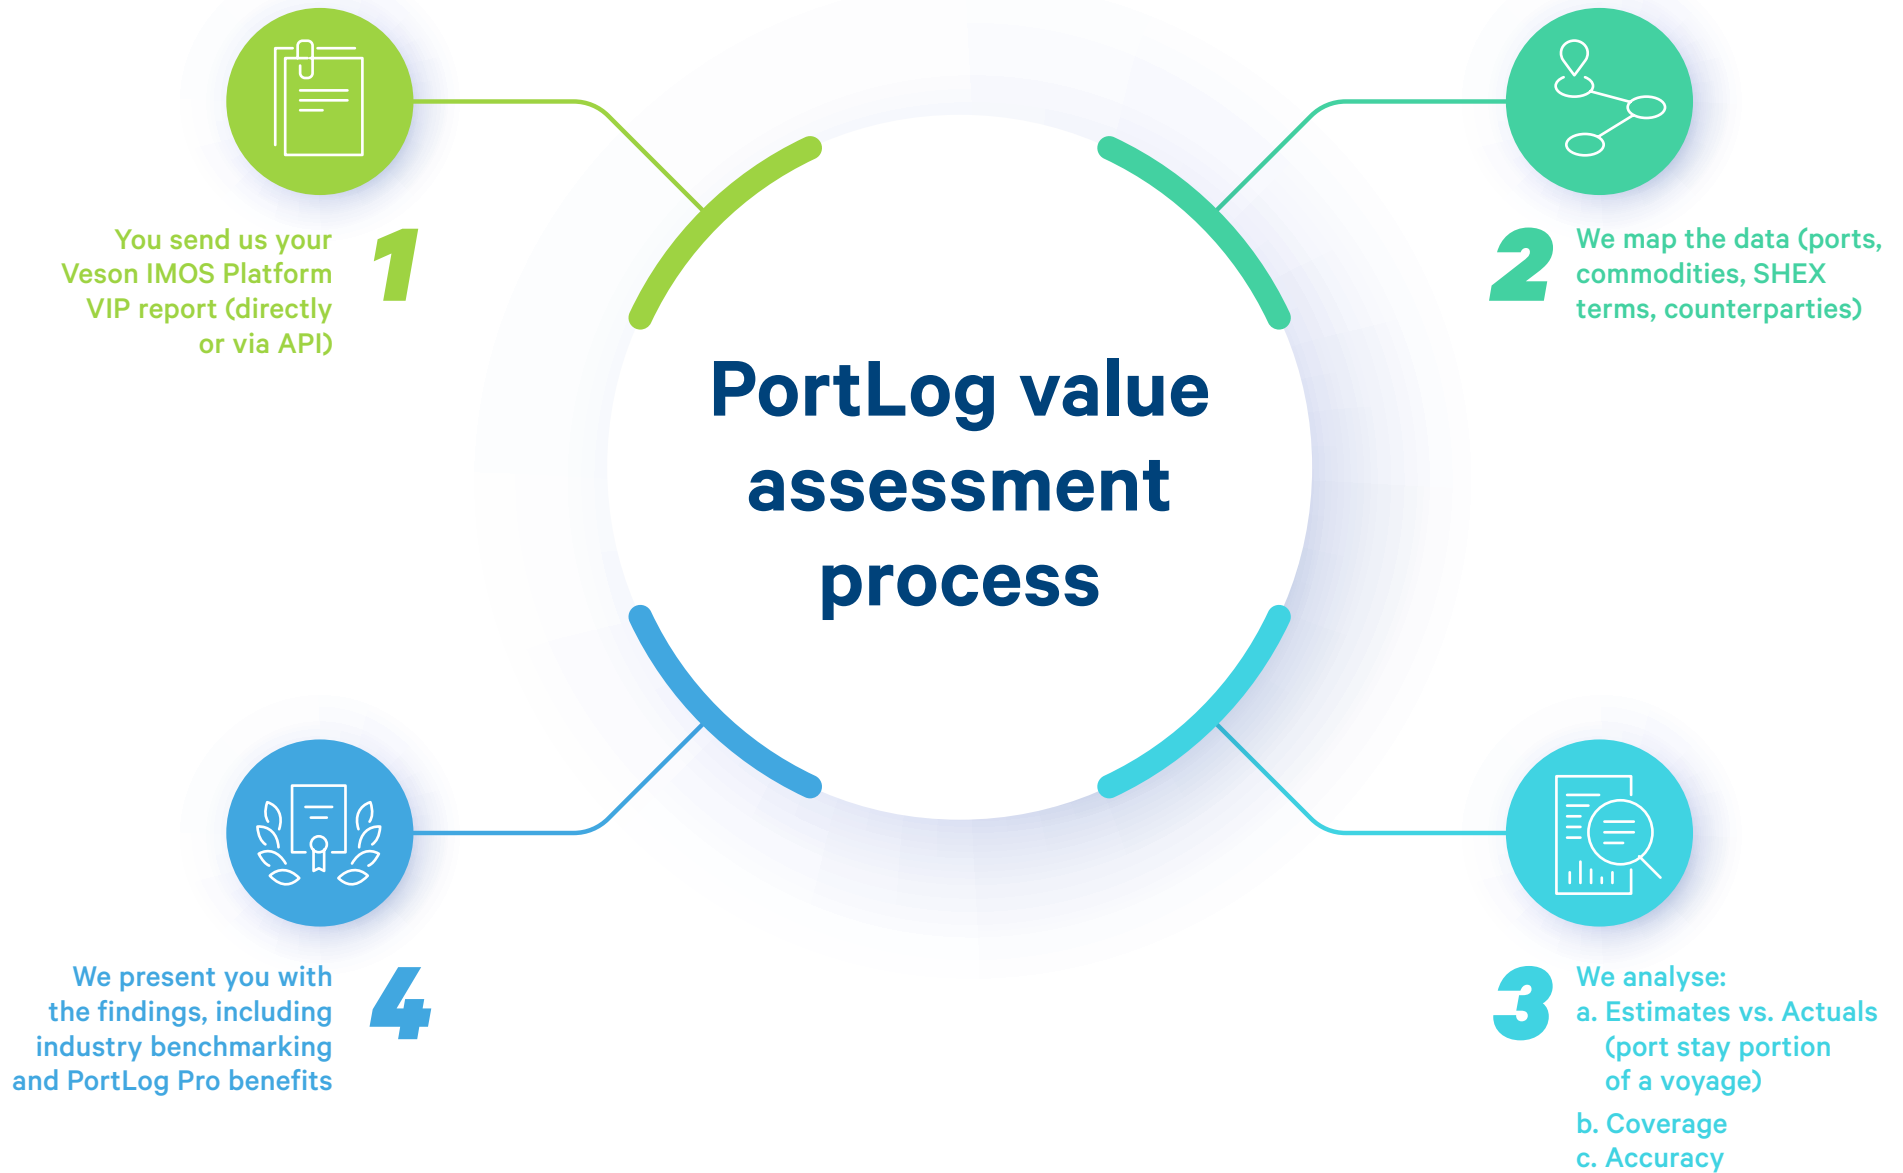 PortLog value
assessment
process
1
You send us your
Veson IMOS Platform
VIP report (directly
or via API)
2
We map the data (ports,
commodities, SHEX
terms, counterparties)
3
We analyse:
a. Estimates vs. Actuals
(port stay portion
of a voyage)
b. Coverage
c. Accuracy
4
We present you with
the findings, including
industry benchmarking
and PortLog Pro benefits